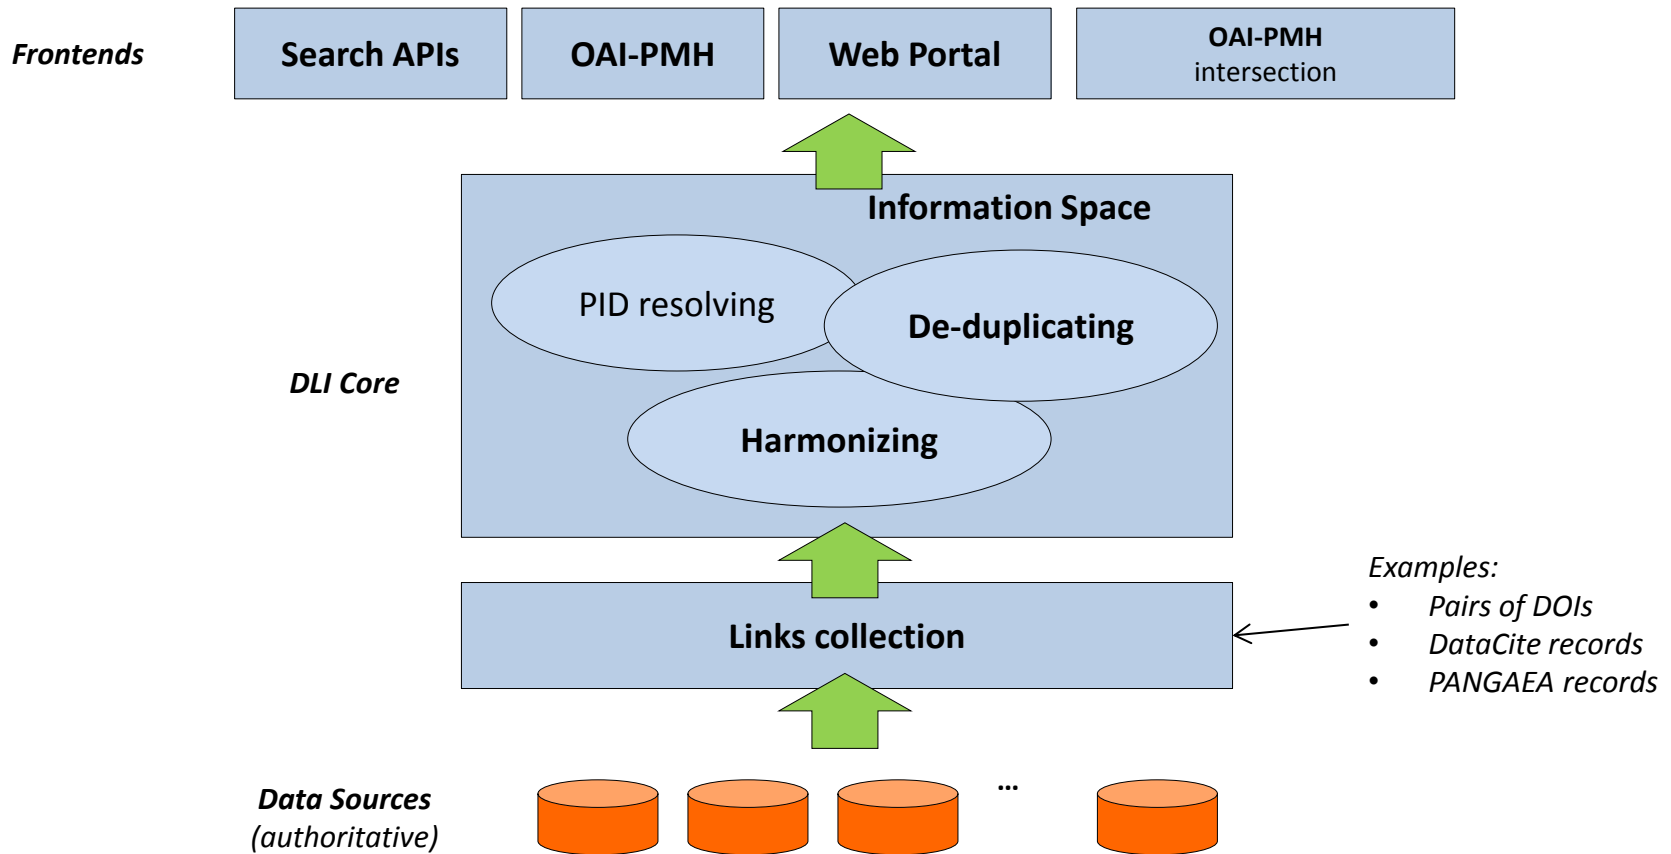 Frontends
Search APIs
OAI-PMH
Web Portal
OAI-PMH
intersection
Information Space
PID resolving
De-duplicating
DLI Core
Harmonizing
Links collection
Examples:
• Pairs of DOIs
• DataCite records
• PANGAEA records
Data Sources
(authoritative)
...